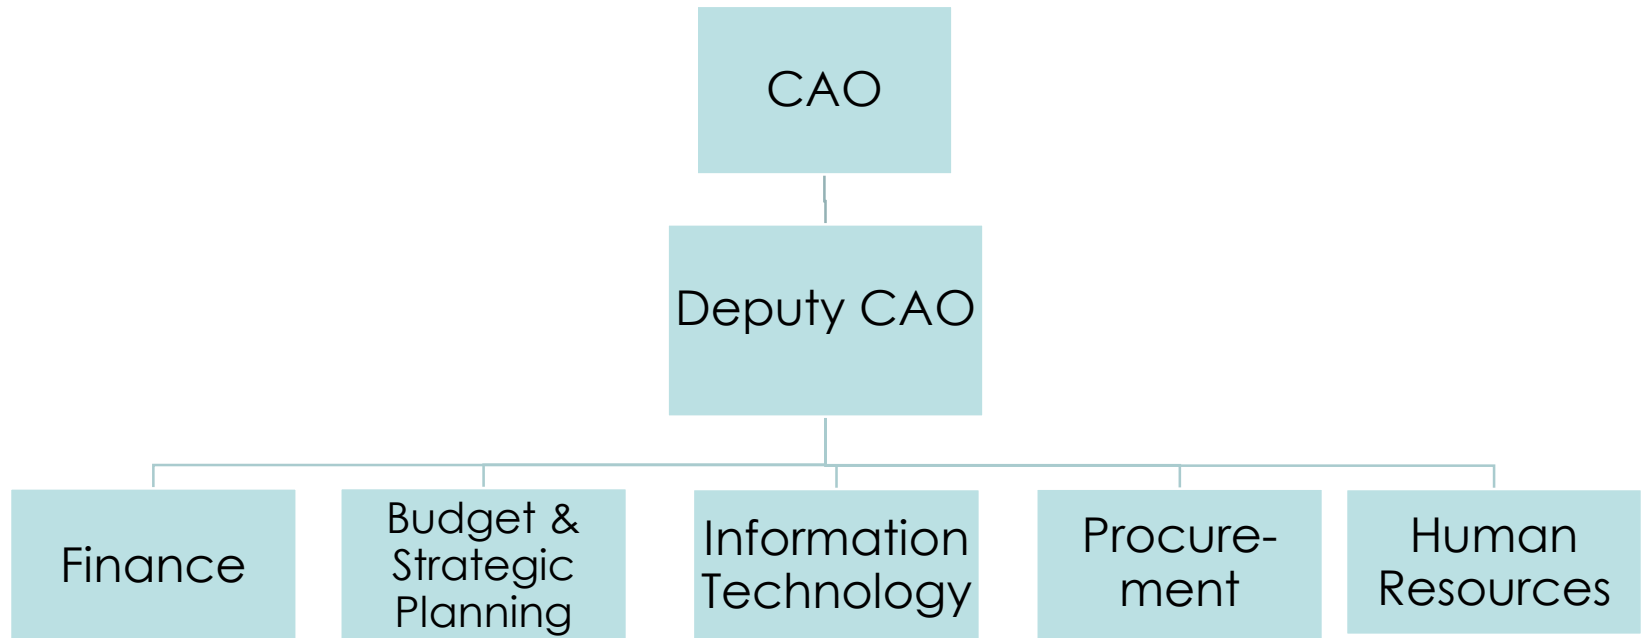 CAO
Deputy CAO
Finance
Budget &
Strategic
Planning
Information
Technology
Procure-
ment
Human
Resources